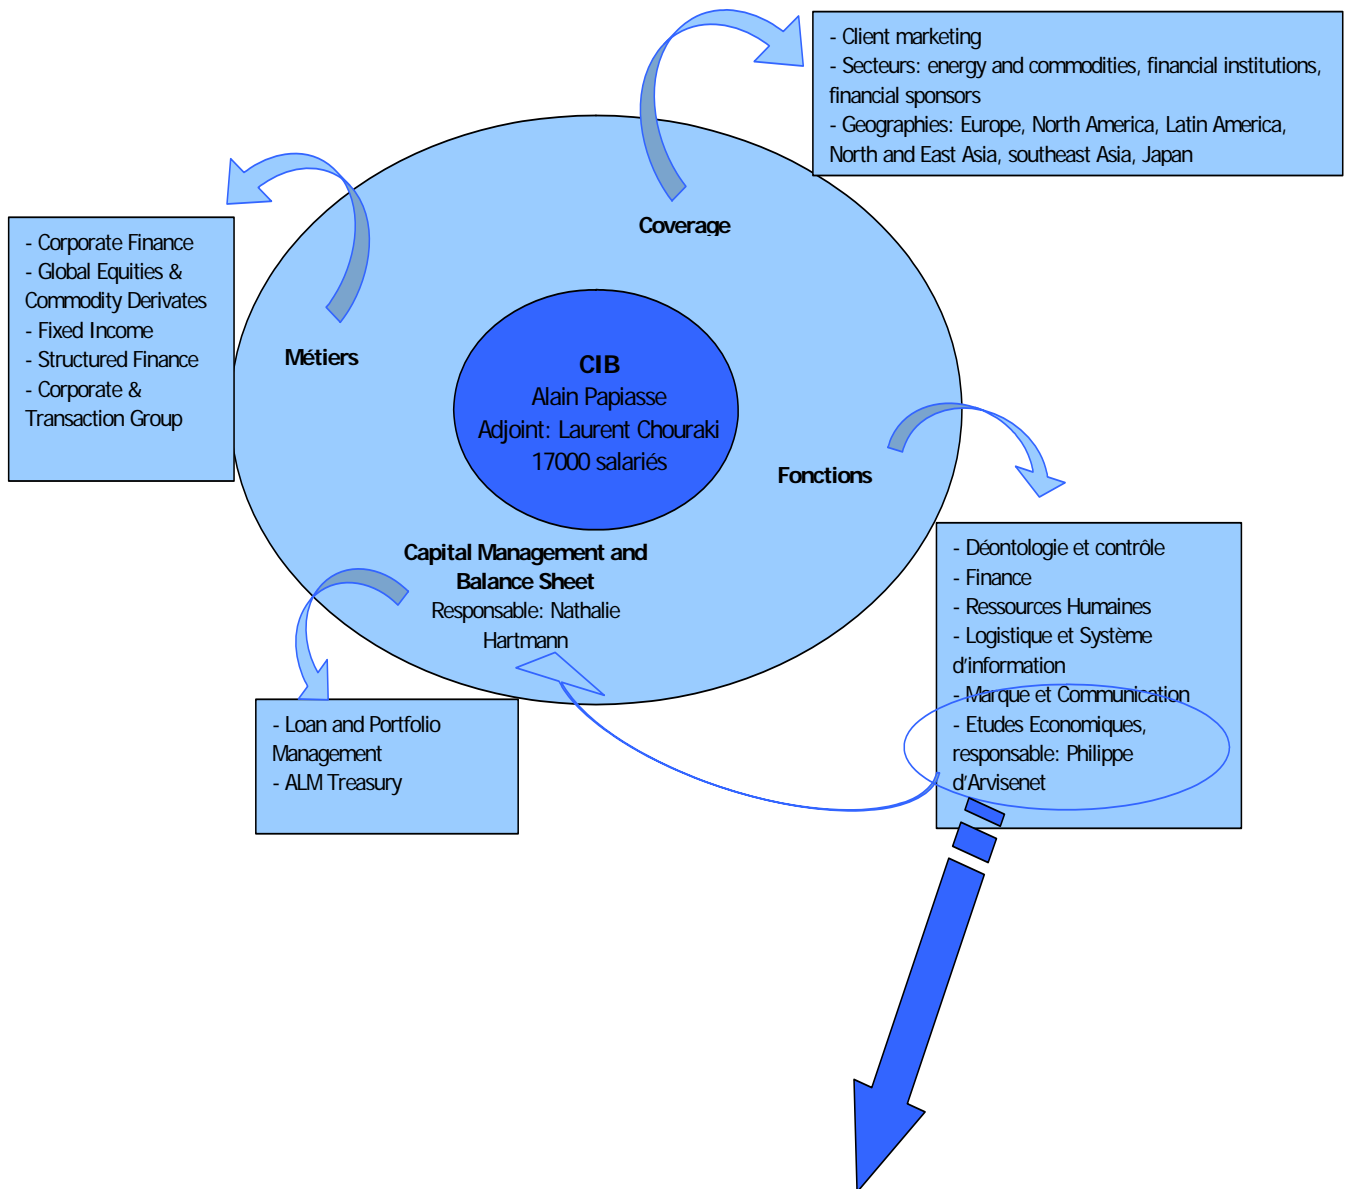 - Client marketing
- Secteurs: energy and commodities, financial institutions,
financial sponsors
- Geographies: Europe, North America, Latin America,
North and East Asia, southeast Asia, Japan
Coverage
- Corporate Finance
- Global Equities &
Commodity Derivates
- Fixed Income
- Structured Finance
- Corporate &
Transaction Group
Métiers
CIB
Alain Papiasse
Adjoint: Laurent Chouraki
17000 salariés
Fonctions
Capital Management and
Balance Sheet
Responsable: Nathalie
Hartmann
- Déontologie et contrôle
- Finance
- Ressources Humaines
- Logistique et Système
d'information
- Marque et Communication
- Etudes Economiques,
responsable: Philippe
d'Arvisenet
- Loan and Portfolio
Management
- ALM Treasury